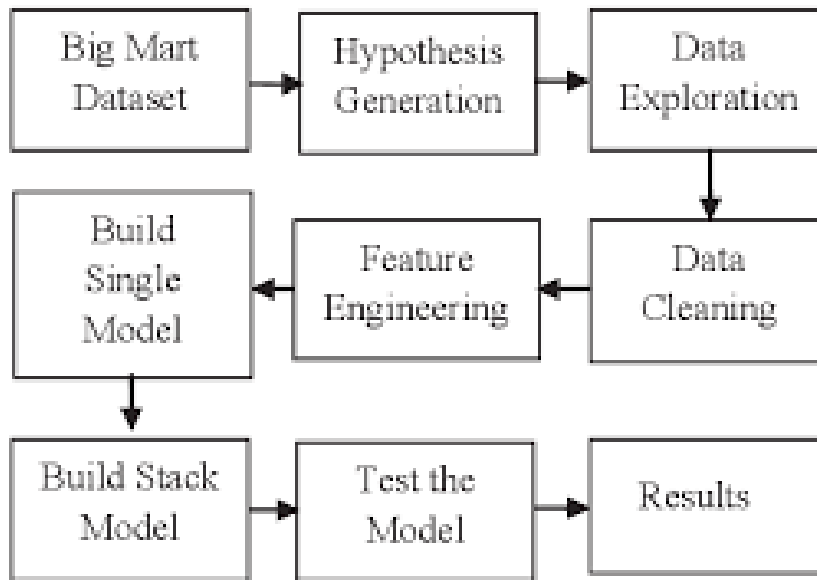 Big Mart
Dataset
Hypothesis
Generation
Data
Exploration
Build
Single
Model
Feature
Engineering
Data
Cleaning
Build Stack
Model
Test the
Model
Results